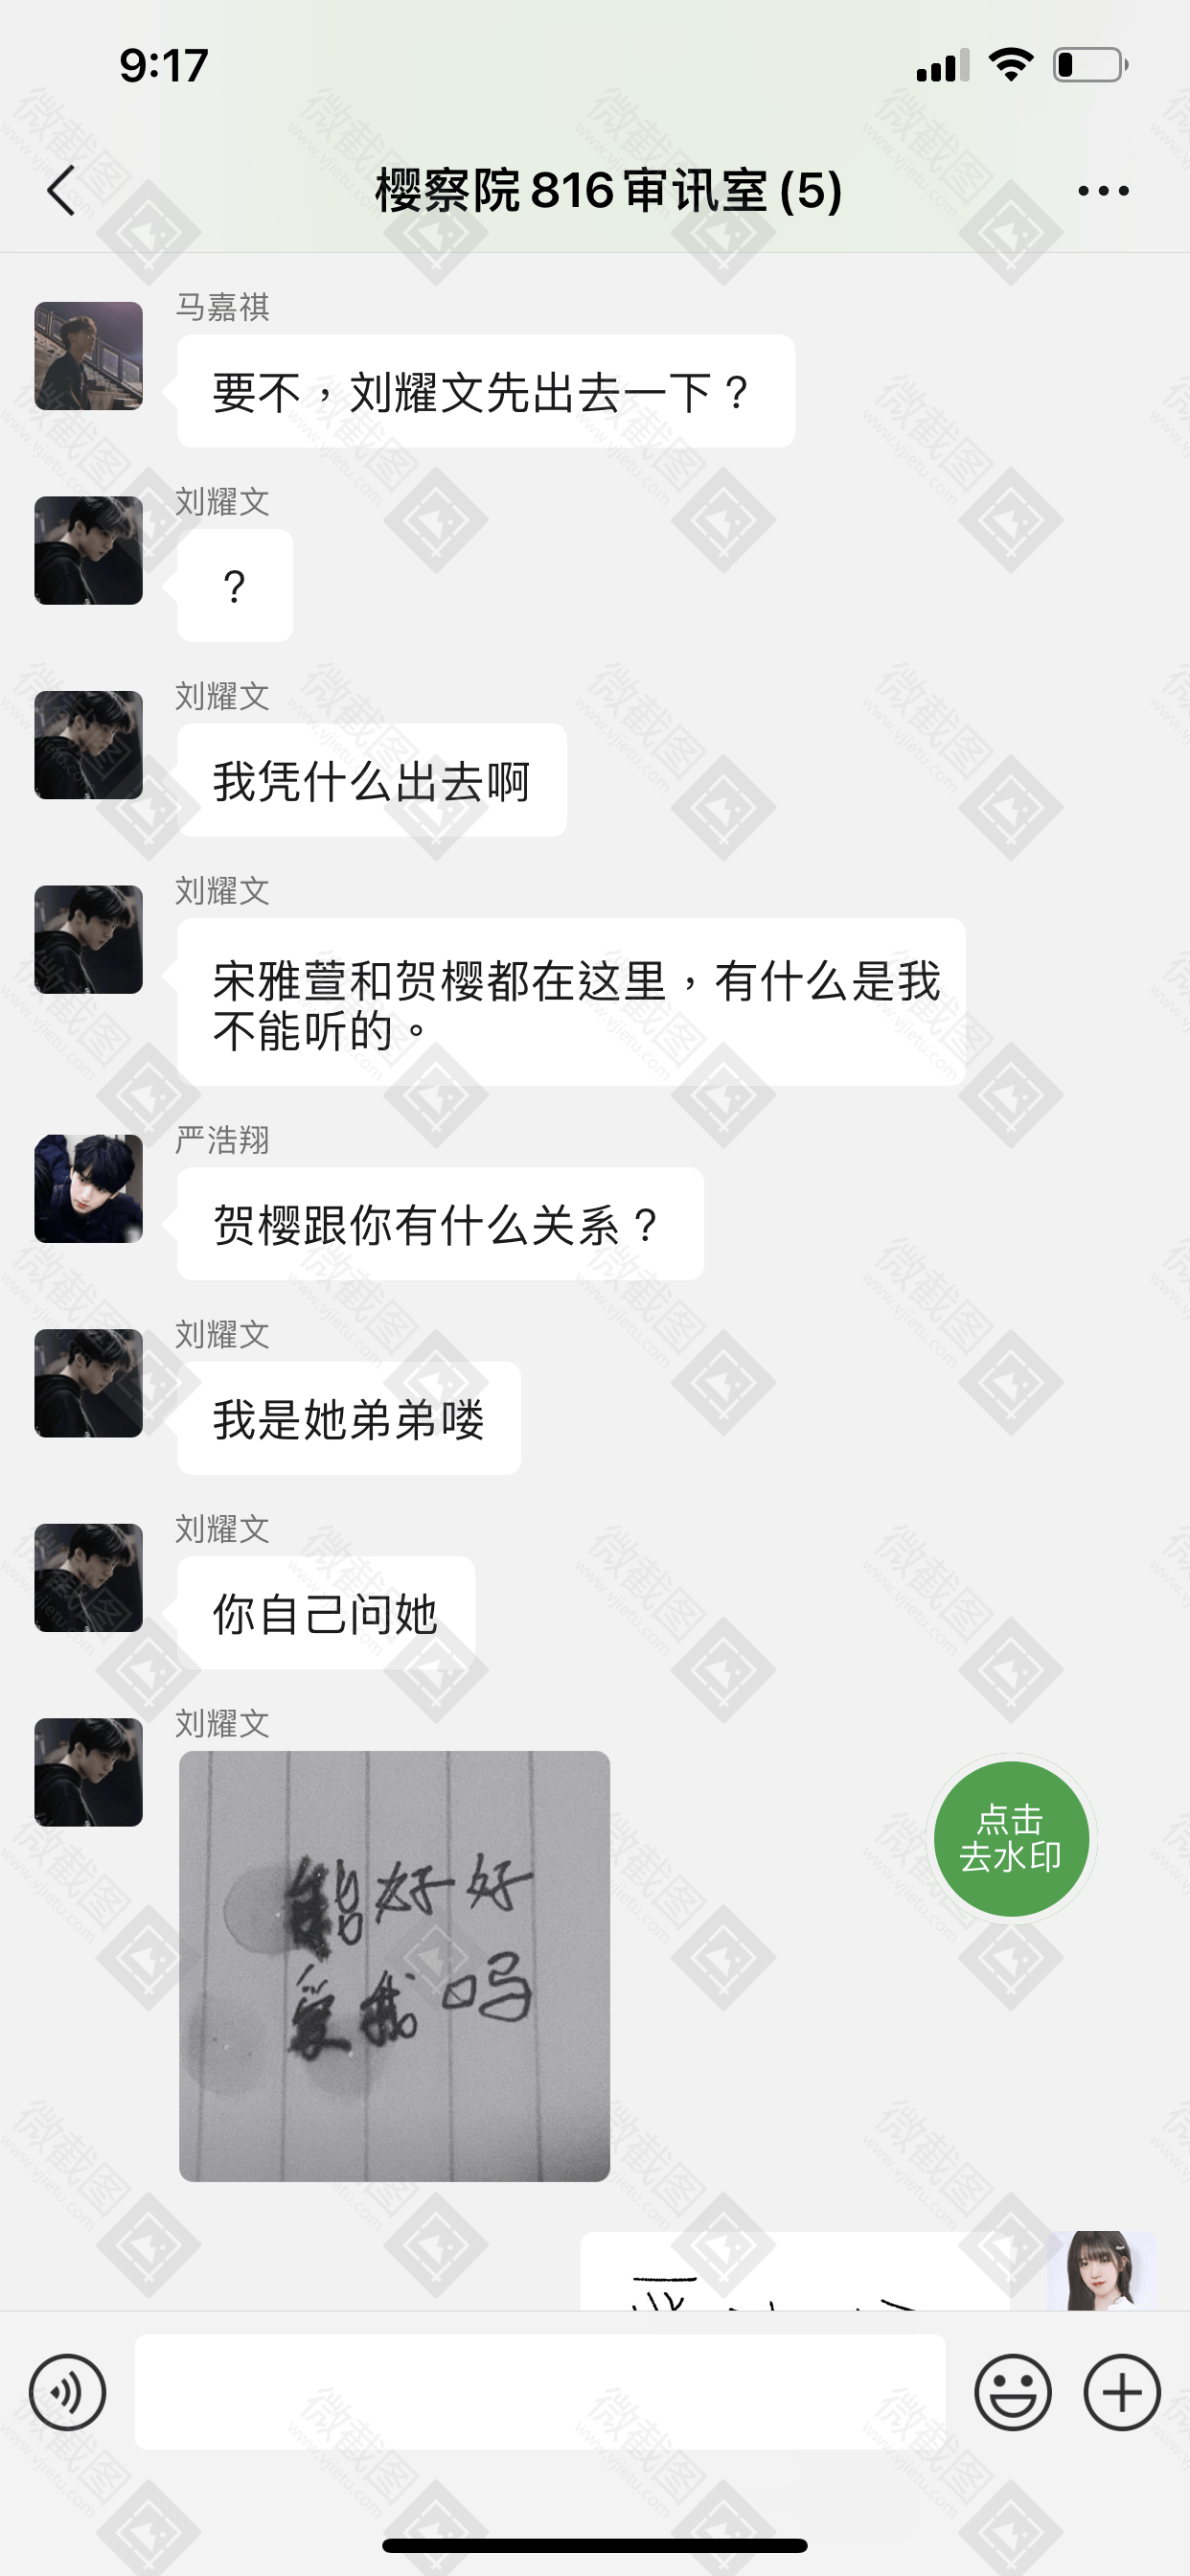 9:17
樱察院816审讯室(5)
马嘉祺
要不，刘耀文先出去一下？
刘耀文
？
刘耀文
我凭什么出去啊
刘耀文
宋雅萱和贺樱都在这里，有什么是我
不能听的。
严浩翔
贺樱跟你有什么关系？
刘耀文
我是她弟弟喽
刘耀文
你自己问她
刘耀文
好好
爱我吗
点击
去水印
微截图
www.vjietu.com